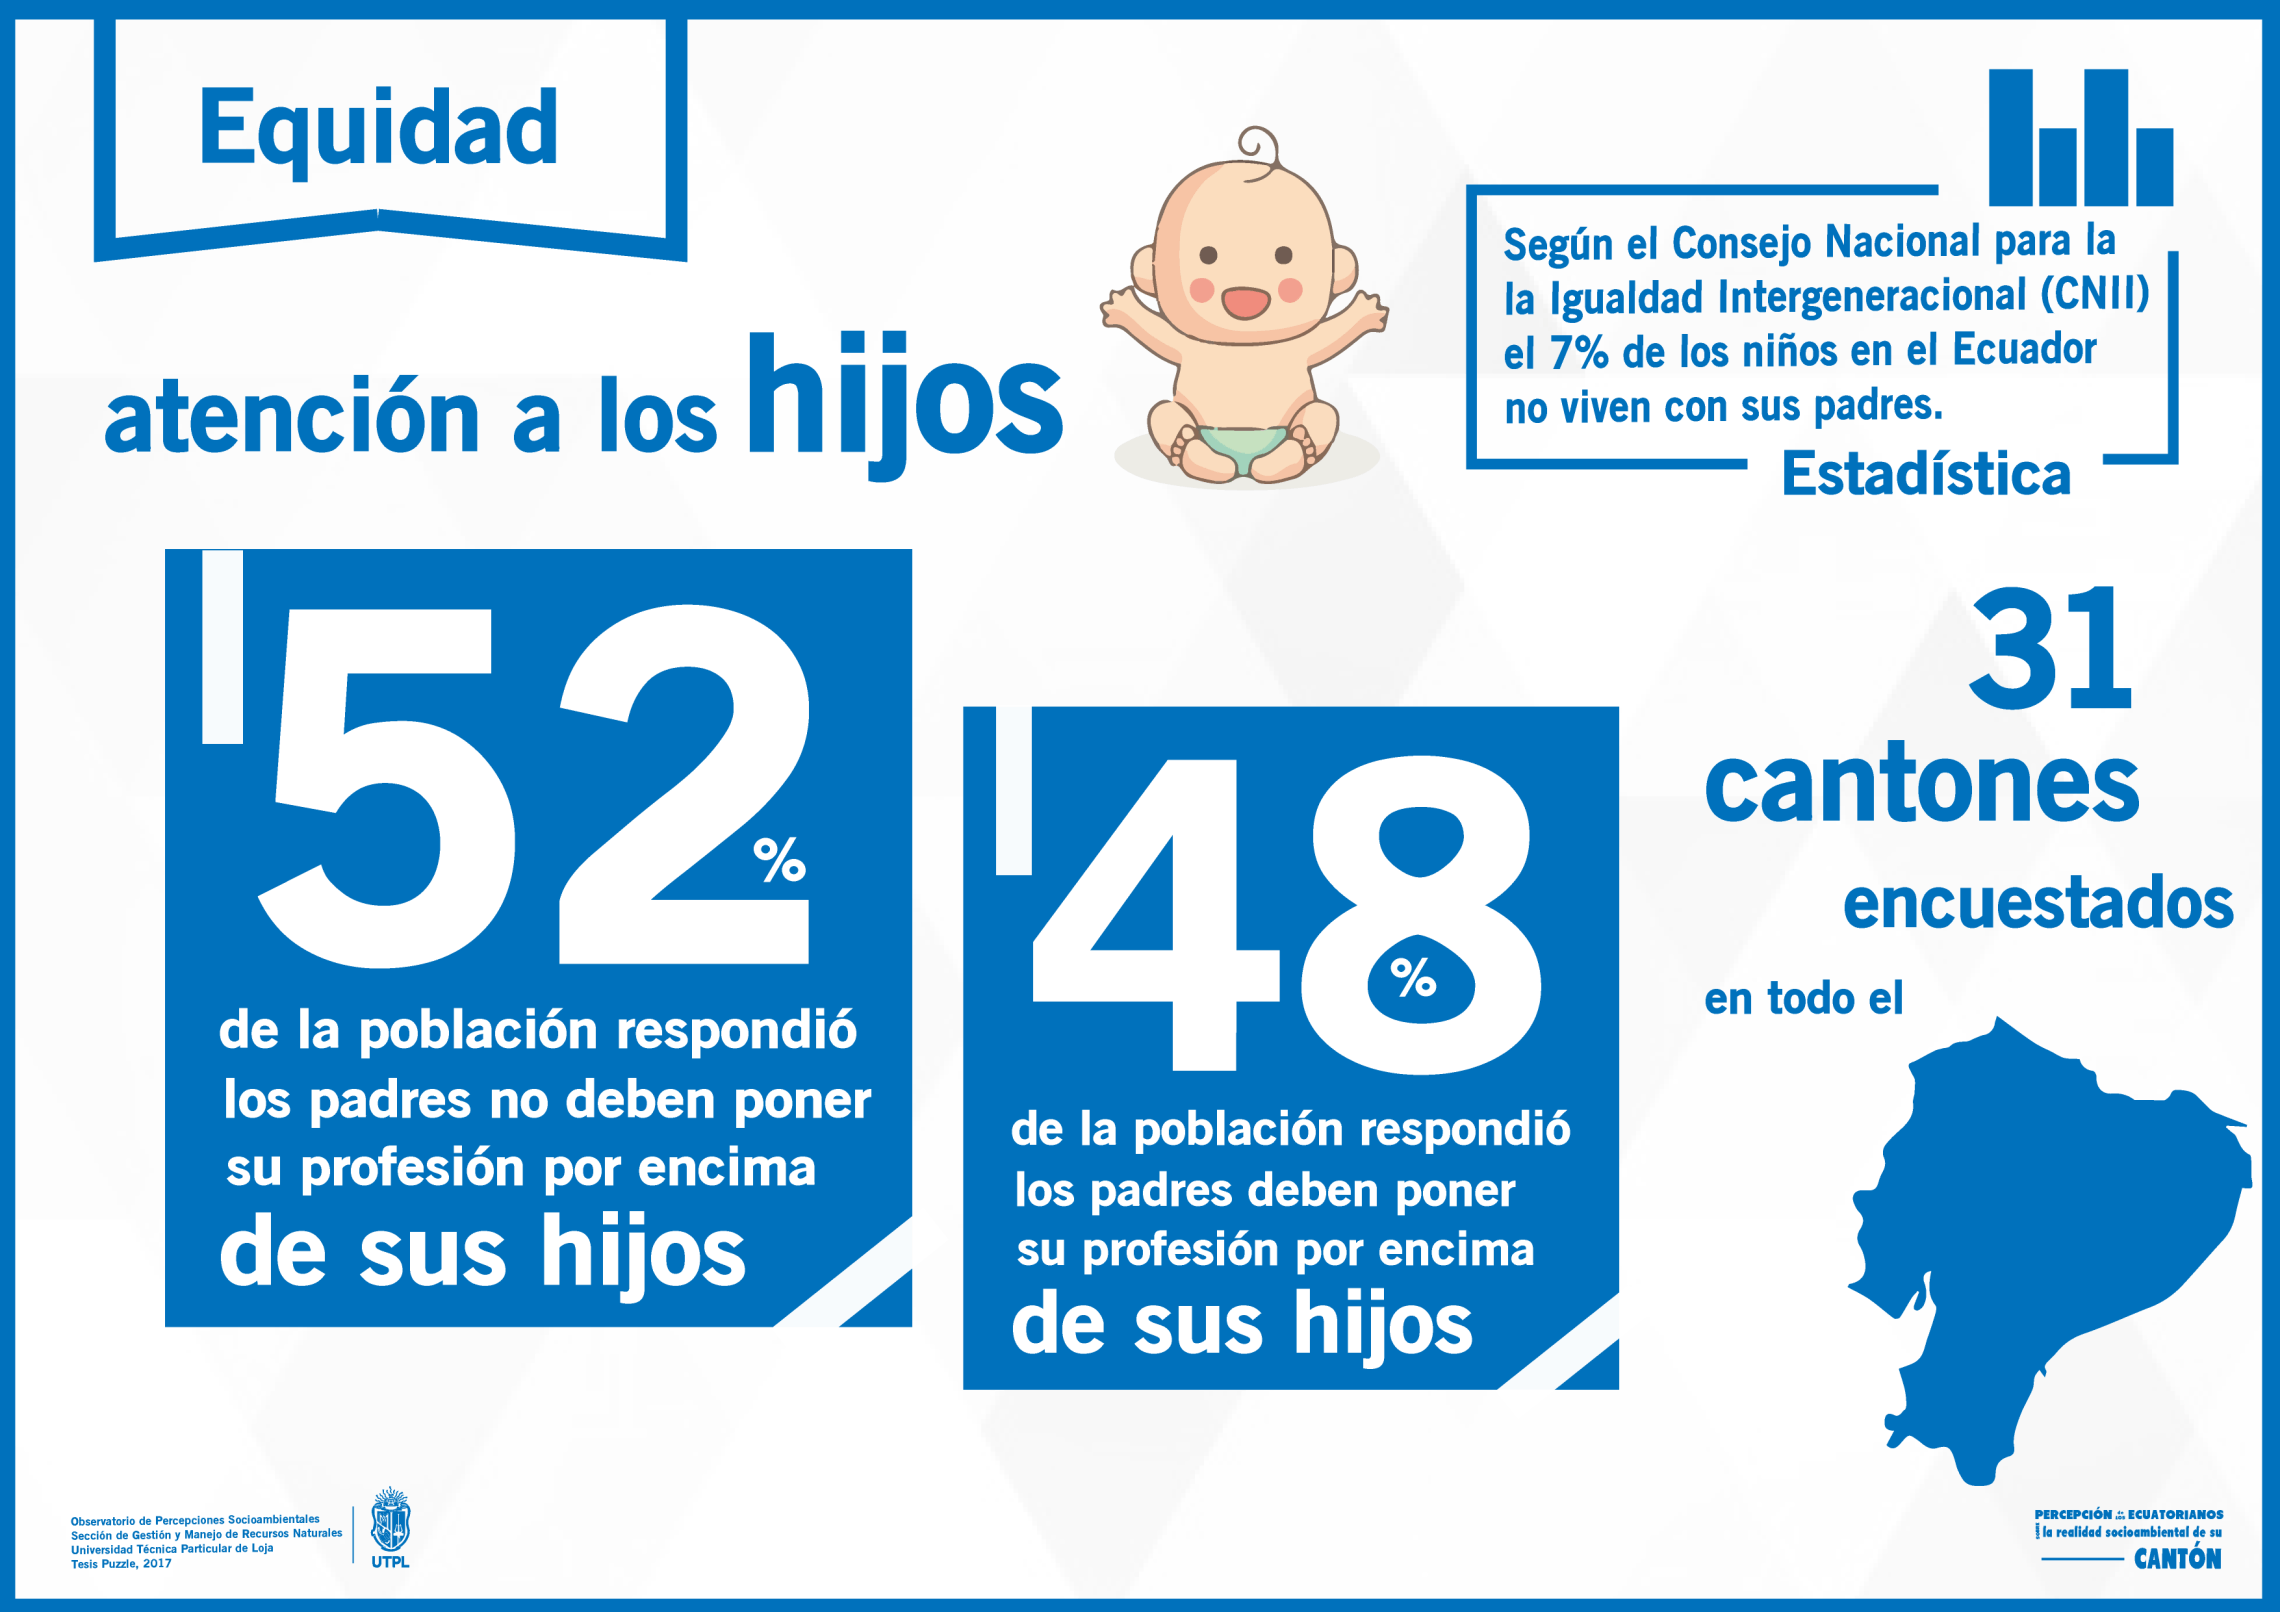 Equidad
atención a los hijos
Según el Consejo Nacional para la
la Igualdad Intergeneracional (CNII)
el 7% de los niños en el Ecuador
no viven con sus padres.
Estadística
52%
de la población respondió
los padres no deben poner
su profesión por encima
de sus hijos
48%
de la población respondió
los padres deben poner
su profesión por encima
de sus hijos
31
cantones
encuestados
en todo el
Observatorio de Percepciones Socioambientales
Sección de Gestión y Manejo de Recursos Naturales
Universidad Técnica Particular de Loja
Tesis Puzzle, 2017
UTPL
PERCEPCIÓN de los ECUATORIANOS
sobre la realidad socioambiental de su
CANTÓN